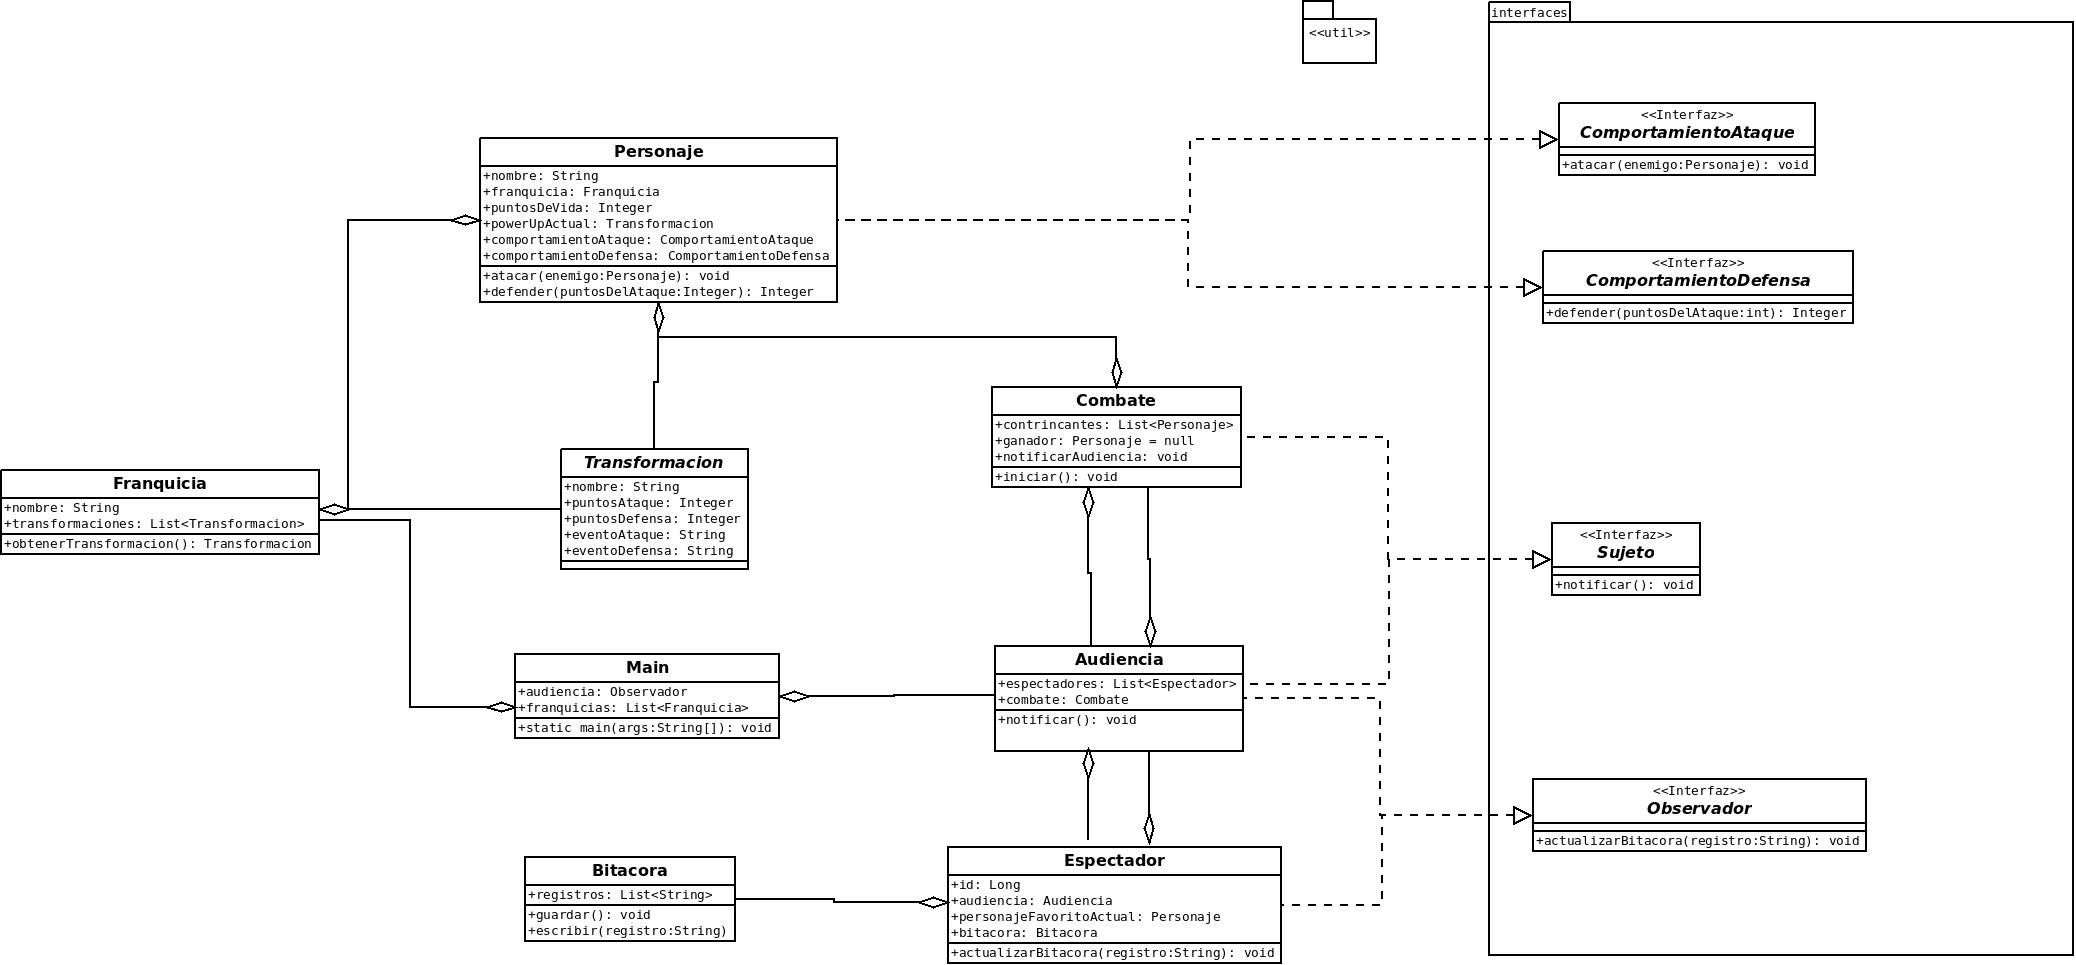 <<util>>
interfaces
<<Interfaz>>
ComportamientoAtaque
+atacar(enemigo:Personaje): void
Personaje
+nombre: String
+franquicia: Franquicia
+puntosDeVida: Integer
+powerUpActual: Transformacion
+comportamientoAtaque: ComportamientoAtaque
+comportamientoDefensa: ComportamientoDefensa
+atacar(enemigo:Personaje): void
+defender(puntosDelAtaque:Integer): Integer
<<Interfaz>>
ComportamientoDefensa
+defender(puntosDelAtaque:int): Integer
Combate
+contrincantes: List<Personaje>
+ganador: Personaje = null
+notificarAudiencia: void
+iniciar(): void
Transformacion
+nombre: String
+puntosAtaque: Integer
+puntosDefensa: Integer
+eventoAtaque: String
+eventoDefensa: String
Franquicia
+nombre: String
+transformaciones: List<Transformacion>
+obtenerTransformacion(): Transformacion
<<Interfaz>>
Sujeto
+notificar(): void
Main
+audiencia: Observador
+franquicias: List<Franquicia>
+static main(args:String[]): void
Audiencia
+espectadores: List<Espectador>
+combate: Combate
+notificar(): void
<<Interfaz>>
Observador
+actualizarBitacora(registro:String): void
Bitacora
+registros: List<String>
+guardar(): void
+escribir(registro:String)
Espectador
+id: Long
+audiencia: Audiencia
+personajeFavoritoActual: Personaje
+bitacora: Bitacora
+actualizarBitacora(registro:String): void